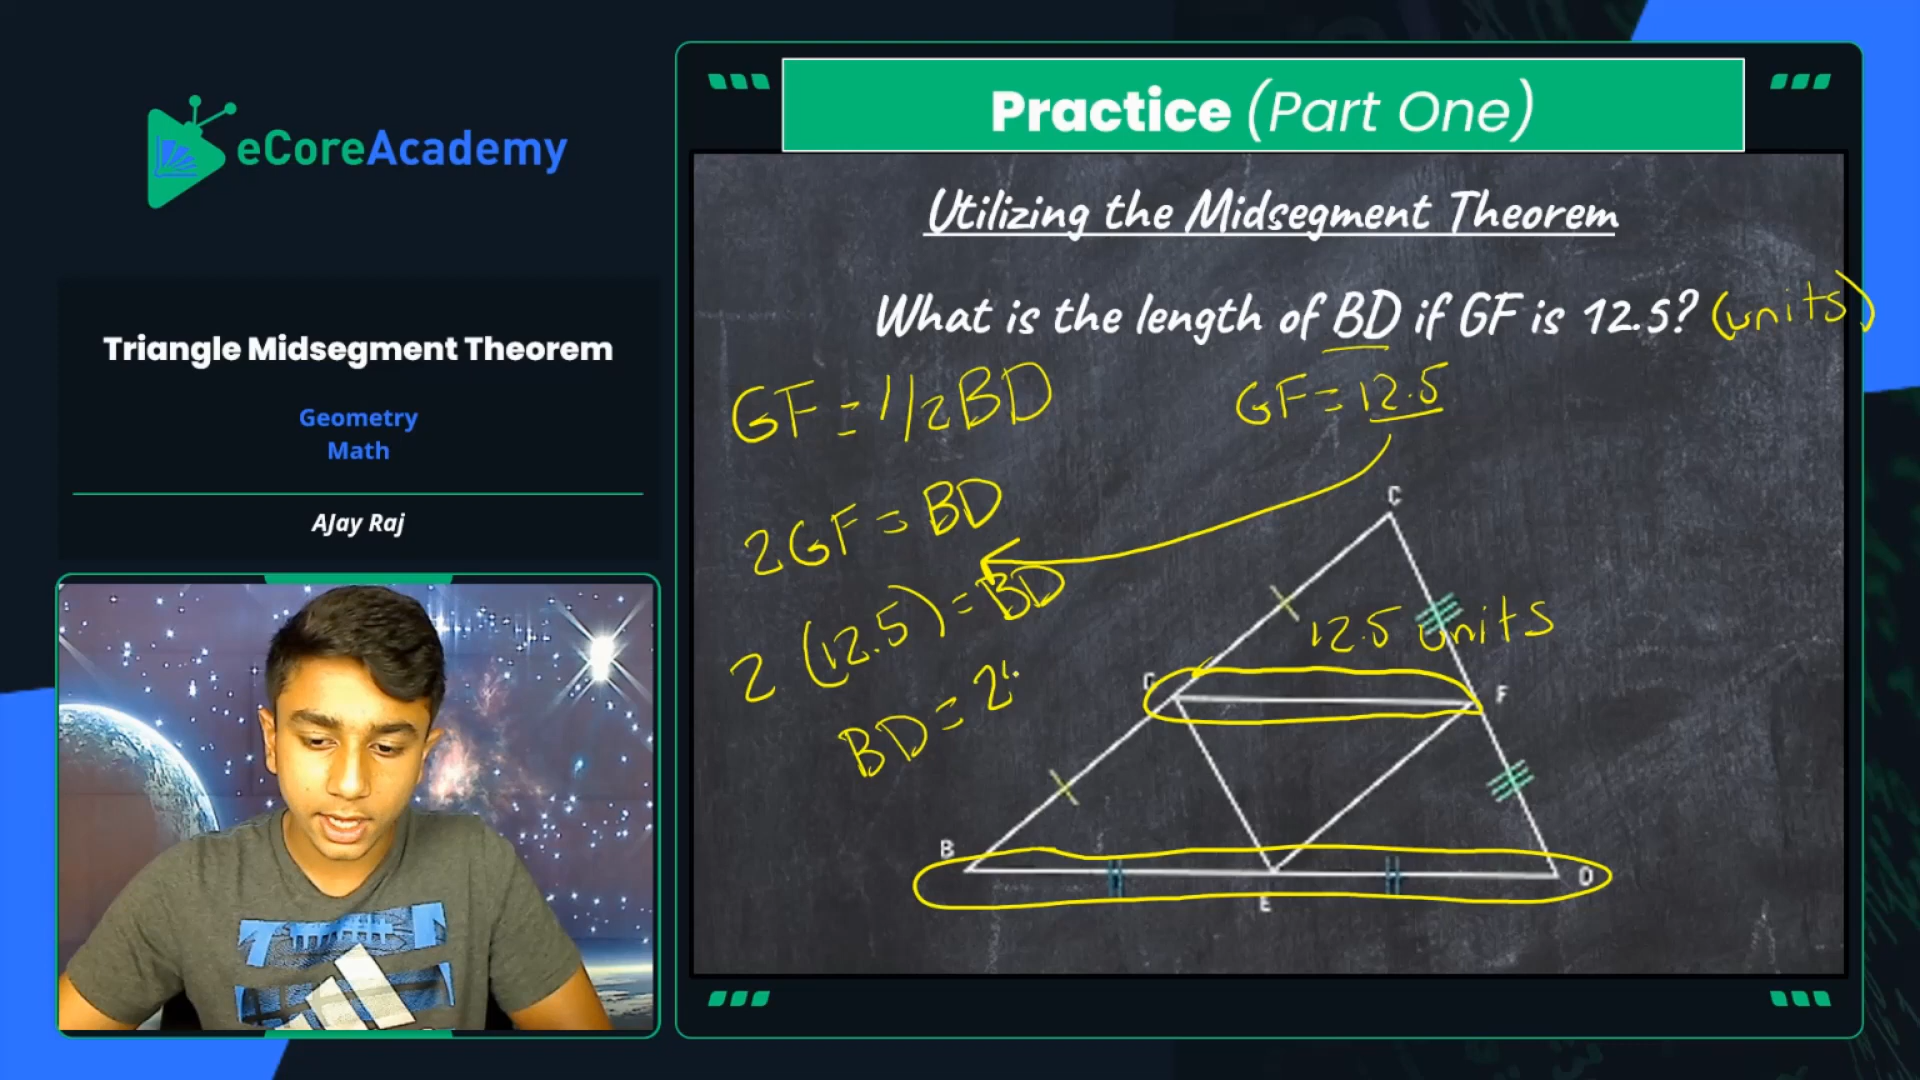 eCoreAcademy
Triangle Midsegment Theorem
Geometry
Math
AJay Raj
Practice (Part One)
Utilizing the Midsegment Theorem
What is the length of BD if GF is 12.5? (units)
GF = 1/2 BD
GF = 12.5
2GF = BD
2 (12.5) = BD
BD = 2
12.5 units
C
G
F
B
E
D